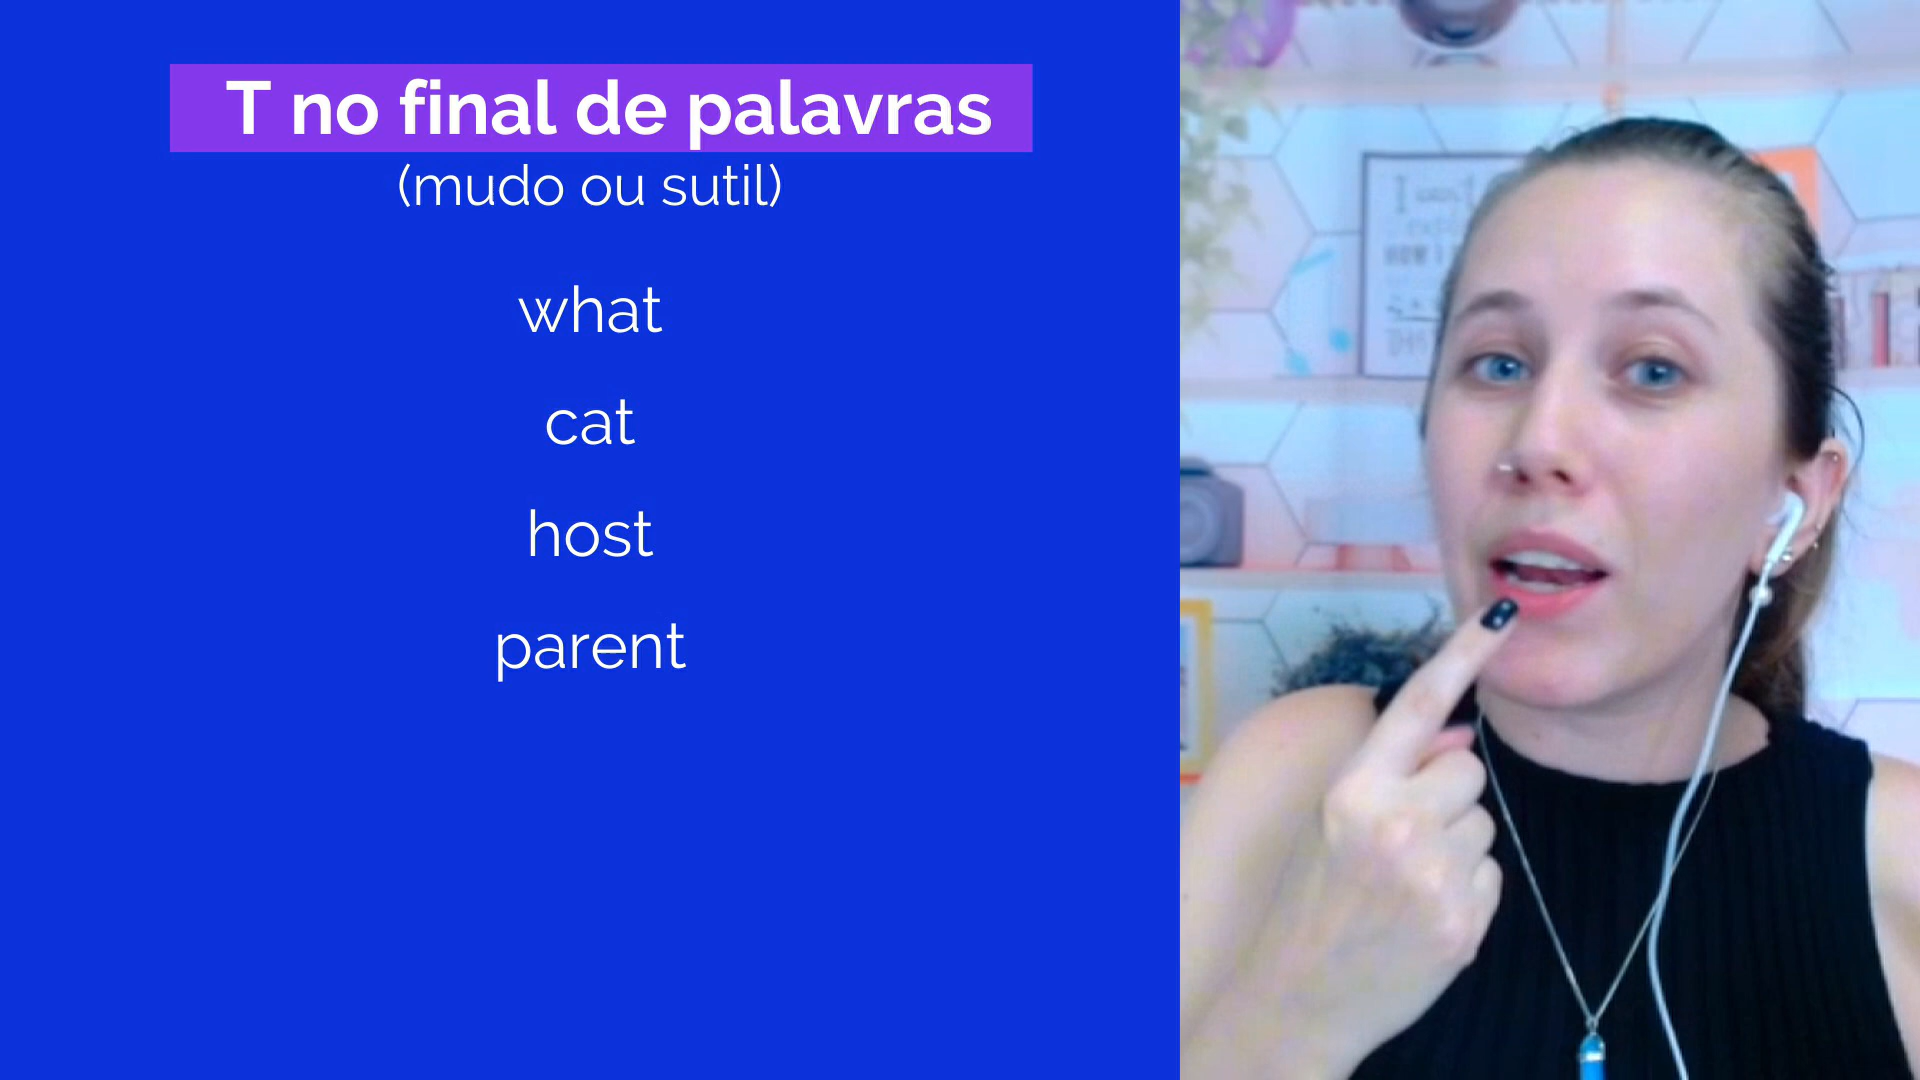 T no final de palavras
(mudo ou sutil)
what
cat
host
parent